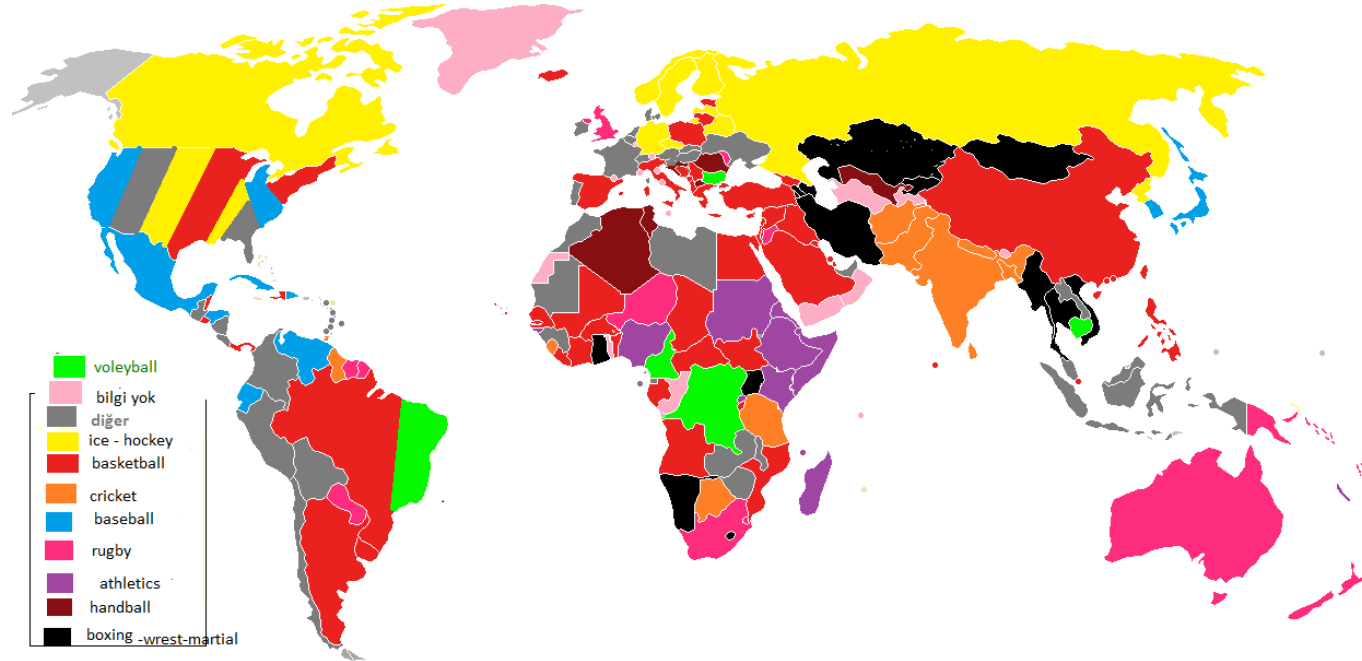 voleyball
bilgi yok
diğer
ice - hockey
basketball
cricket
baseball
rugby
athletics
handball
boxing -wrest-martial